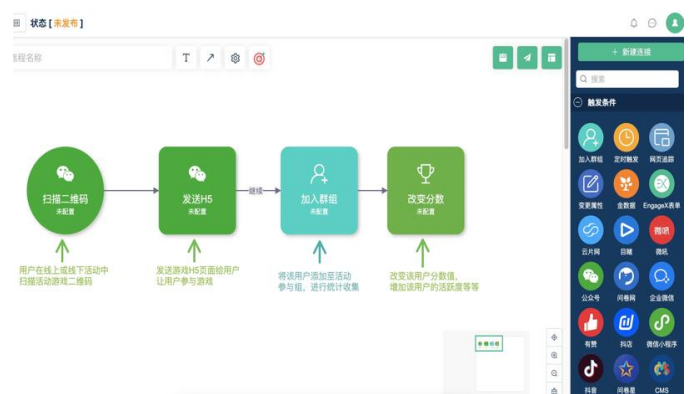 状态 [ 未发布 ]
流程名称
T
+ 新建连接
搜索
触发条件
扫描二维码
未配置
发送H5
未配置
继续
加入群组
未配置
改变分数
未配置
用户在线上或线下活动中
扫描活动游戏二维码
发送游戏H5页面给用户
让用户参与游戏
将该用户添加至活动
参与组，进行统计收集
改变该用户分数值，
增加该用户的活跃度等等
加入群组 定时触发 网页追踪
变更属性 金数据 EngageX表单
微吼
云片网 目睹 微吼
公众号 问卷网 企业微信
有赞 抖店 微信小程序
抖音 问卷星 CMS